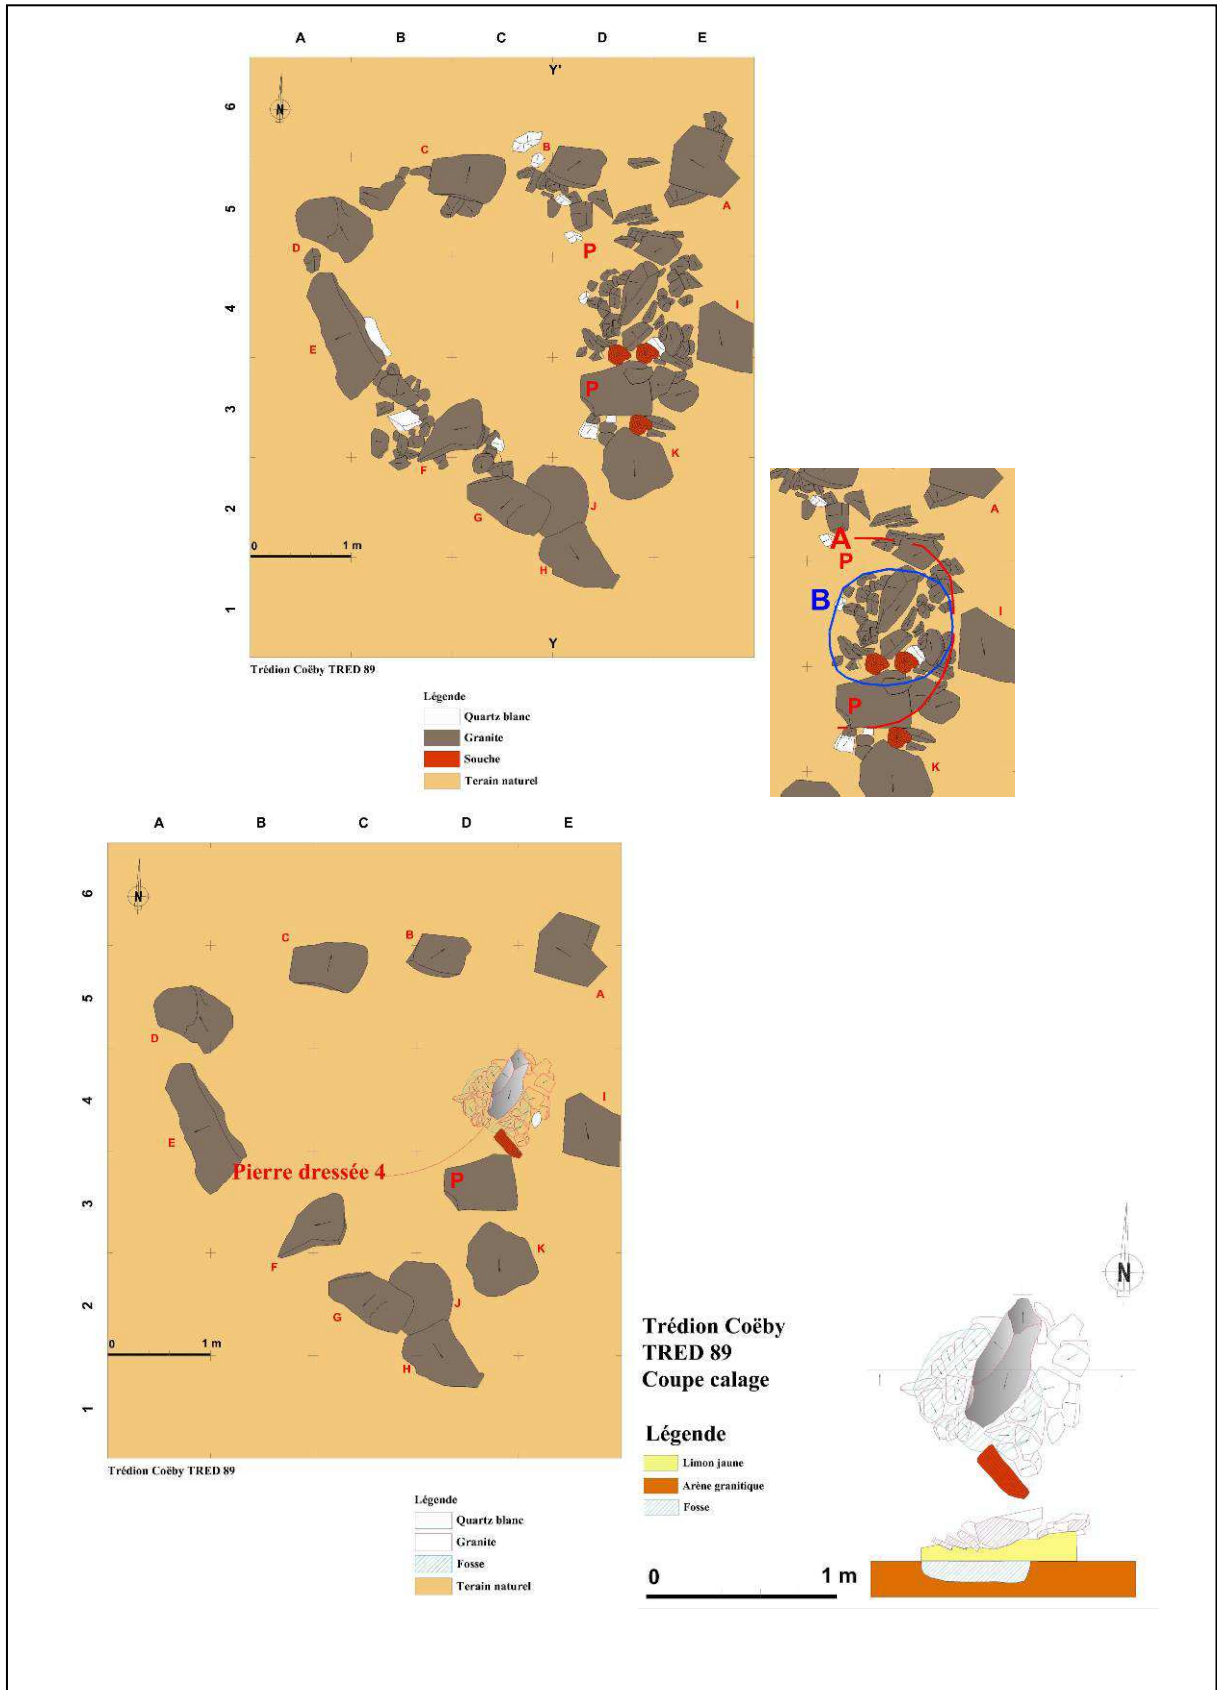 A B C D E
Y'
6
N
C
B
5
A
D
P
4
I
E
P
3
K
F
2
G
J
0 1 m
H
1
Y
Trédion Coëby TRED 89
Légende
Quartz blanc
Granite
Souche
Terain naturel
A
A
P
B
I
P
K
A B C D E
6
N
C
B
5
A
D
4
I
E
Pierre dressée 4
P
3
K
F
2
G
J
0 1 m
H
1
Trédion Coëby TRED 89
Légende
Quartz blanc
Granite
Fosse
Terain naturel
N
Trédion Coëby
TRED 89
Coupe calage
Légende
Limon jaune
Arène granitique
Fosse
0 1 m